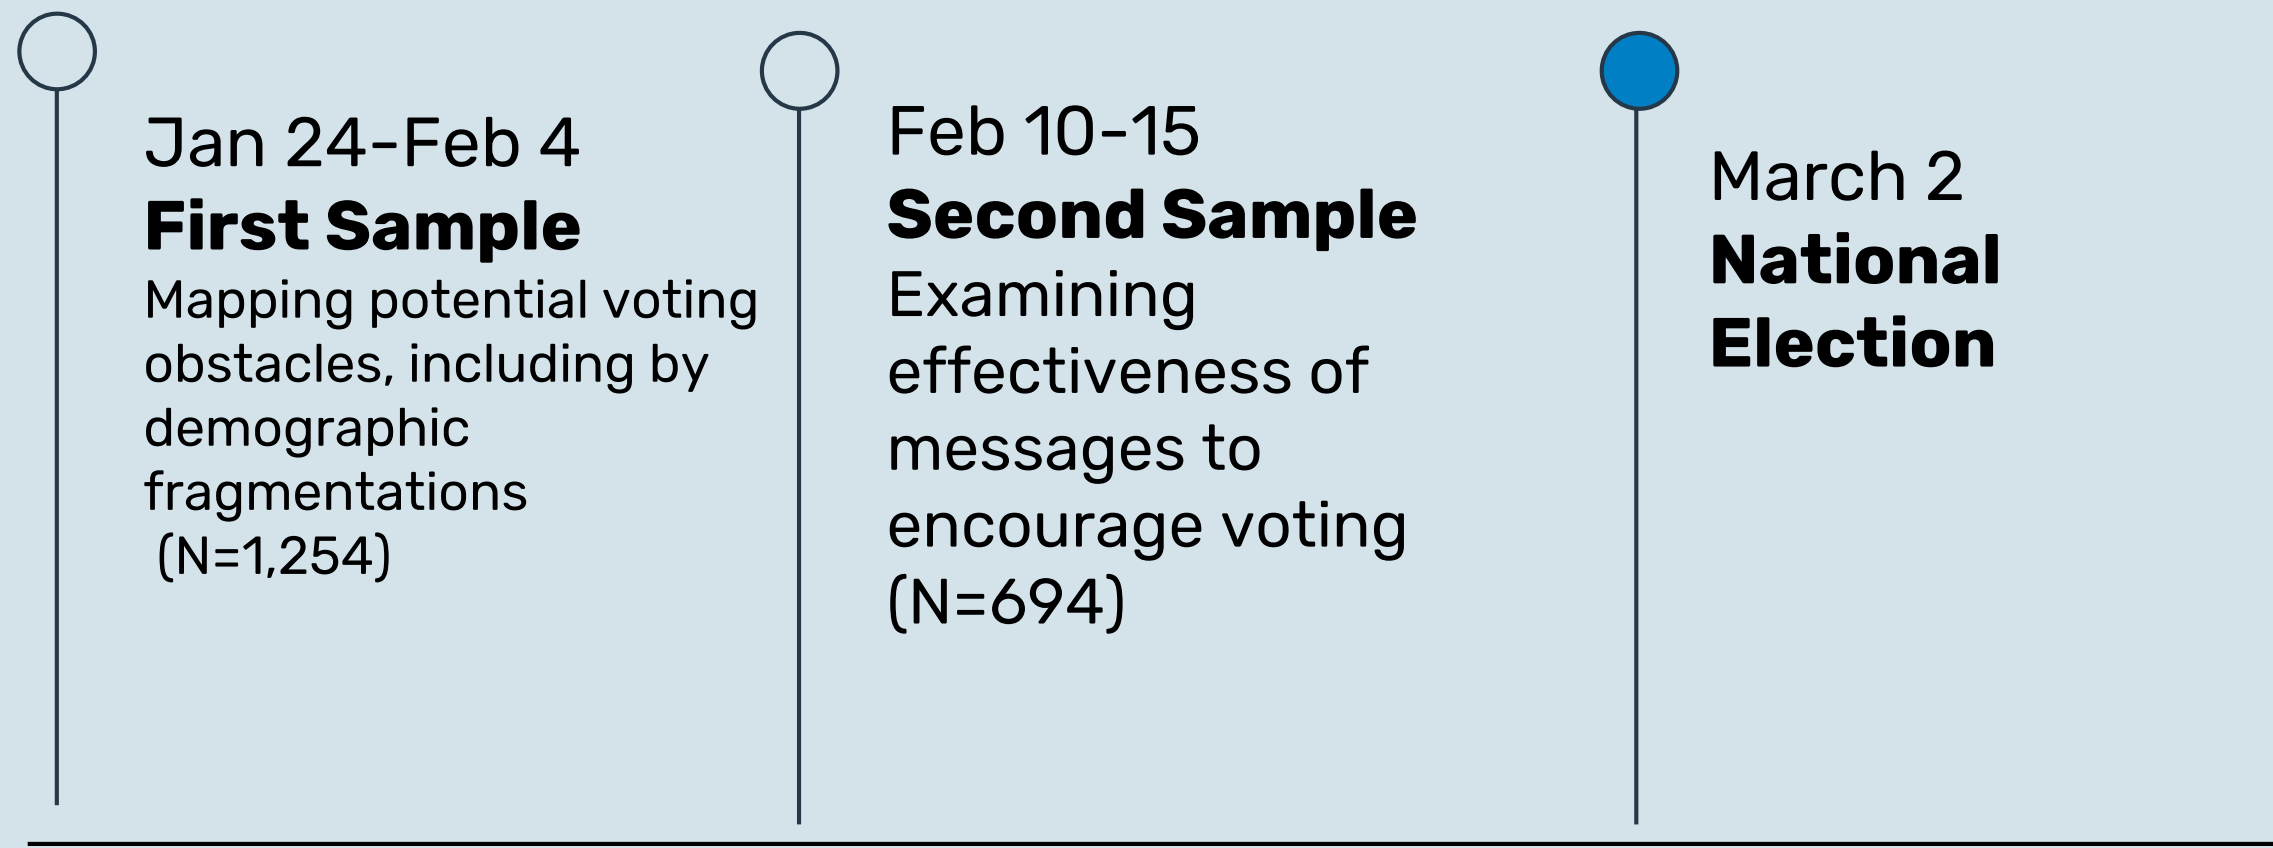 Jan 24-Feb 4
First Sample
Mapping potential voting
obstacles, including by
demographic
fragmentations
(N=1,254)
Feb 10-15
Second Sample
Examining
effectiveness of
messages to
encourage voting
(N=694)
March 2
National
Election